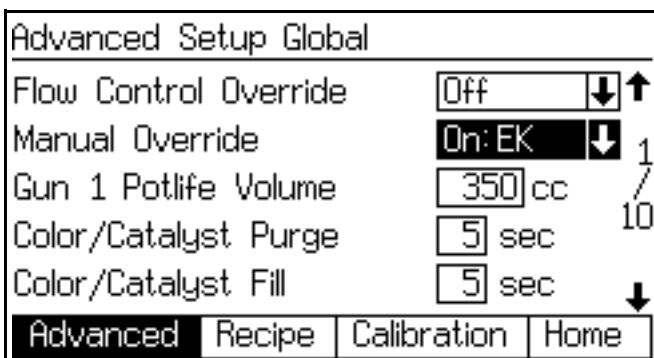 Advanced Setup Global
Flow Control Override Off
Manual Override On: EK
Gun 1 Potlife Volume 350 cc
Color/Catalyst Purge 5 sec
Color/Catalyst Fill 5 sec
1/10
Advanced Recipe Calibration Home